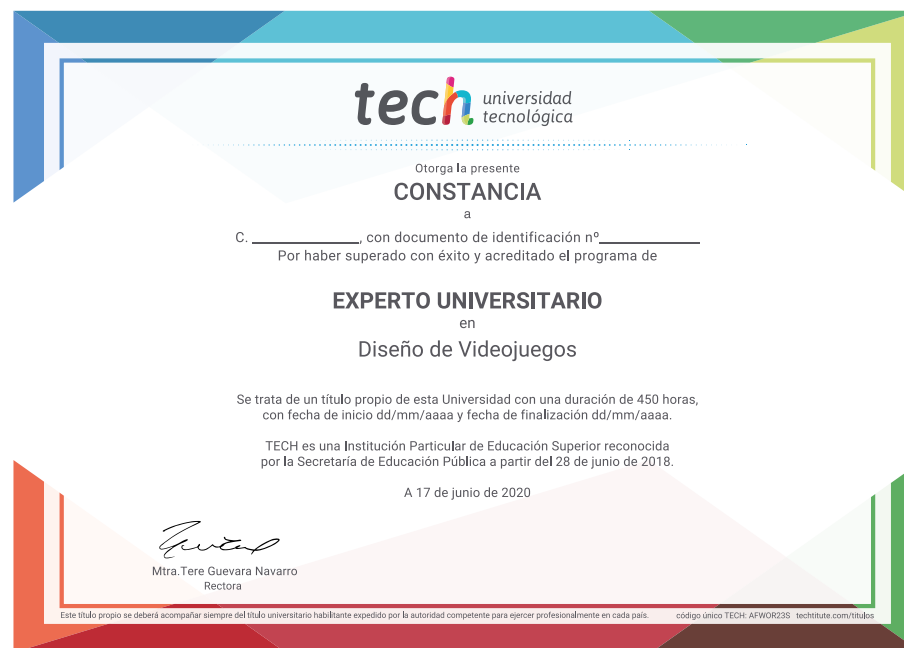 tech universidad
tecnológica
Otorga la presente
CONSTANCIA
a
C. ____________, con documento de identificación nº____________
Por haber superado con éxito y acreditado el programa de
EXPERTO UNIVERSITARIO
en
Diseño de Videojuegos
Se trata de un título propio de esta Universidad con una duración de 450 horas,
con fecha de inicio dd/mm/aaaa y fecha de finalización dd/mm/aaaa.
TECH es una Institución Particular de Educación Superior reconocida
por la Secretaría de Educación Pública a partir del 28 de junio de 2018.
A 17 de junio de 2020
Mtra.Tere Guevara Navarro
Rectora
Este título propio se deberá acompañar siempre del título universitario habilitante expedido por la autoridad competente para ejercer profesionalmente en cada país. código único TECH: AFWOR23S techtitute.com/titulos